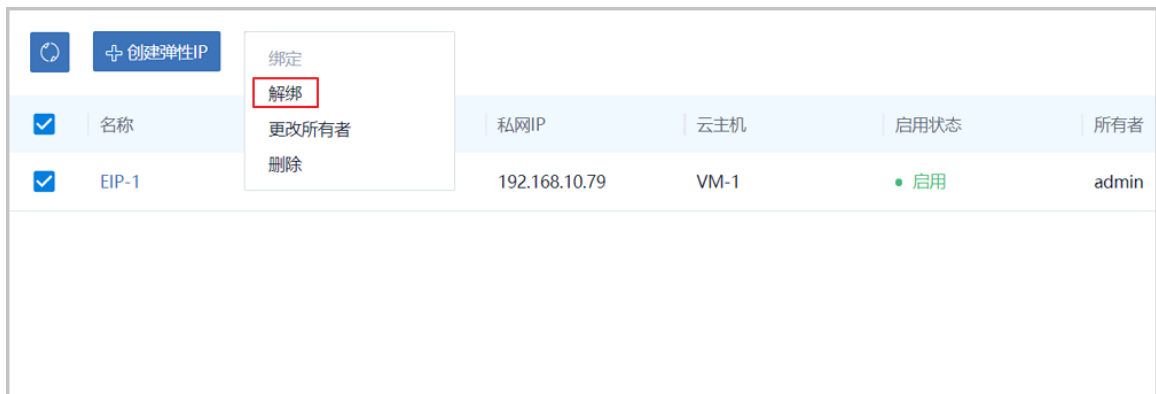 创建弹性IP
绑定
解绑
更改所有者
删除
名称 私网IP 云主机 启用状态 所有者
EIP-1 192.168.10.79 VM-1 启用 admin